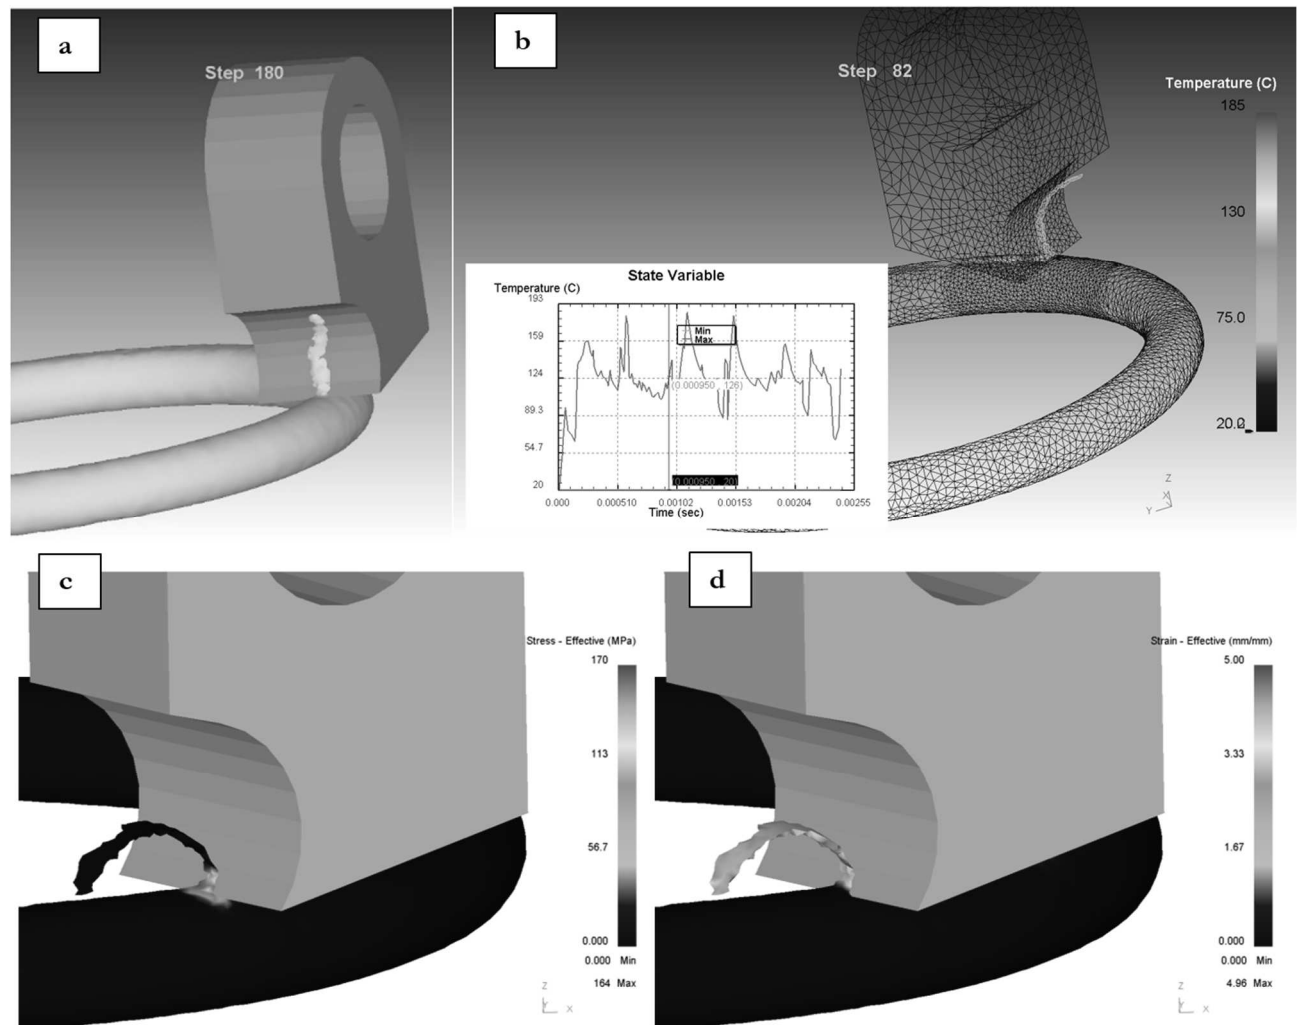 a
Step 180
b
Step 82
Temperature (C)
185
130
75.0
20.0
State Variable
Temperature (C)
193
159
124
89.3
54.7
20
Min
Max
(0.000950 , 126)
(0.000950 , 20)
0.000
0.000510
0.00102
0.00153
0.00204
0.00255
Time (sec)
Z
X
Y
c
Stress - Effective (MPa)
170
113
56.7
0.000
0.000 Min
164 Max
Z
Y
X
d
Strain - Effective (mm/mm)
5.00
3.33
1.67
0.000
0.000 Min
4.96 Max
Z
Y
X